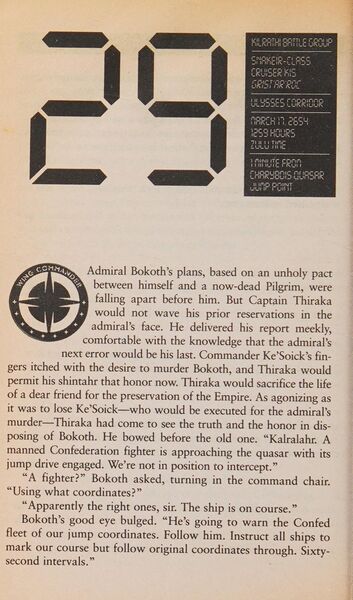 29
KILRATHI BATTLE GROUP
SNAKEIR-CLASS
CRUISER KIS
GRIST'AR'ROC
ULYSSES CORRIDOR
MARCH 17, 2654
1259 HOURS
ZULU TIME
1 MINUTE FROM
CHARYBDIS QUASAR
JUMP POINT
WING COMMANDER
Admiral Bokoth's plans, based on an unholy pact
between himself and a now-dead Pilgrim, were
falling apart before him. But Captain Thiraka
would not wave his prior reservations in the
admiral's face. He delivered his report meekly,
comfortable with the knowledge that the admiral's
next error would be his last. Commander Ke'Soick's fin-
gers itched with the desire to murder Bokoth, and Thiraka would
permit his shintahr that honor now. Thiraka would sacrifice the life
of a dear friend for the preservation of the Empire. As agonizing as
it was to lose Ke'Soick—who would be executed for the admiral's
murder—Thiraka had come to see the truth and the honor in dis-
posing of Bokoth. He bowed before the old one. "Kalralahr. A
manned Confederation fighter is approaching the quasar with its
jump drive engaged. We're not in position to intercept."
"A fighter?" Bokoth asked, turning in the command chair.
"Using what coordinates?"
"Apparently the right ones, sir. The ship is on course."
Bokoth's good eye bulged. "He's going to warn the Confed
fleet of our jump coordinates. Follow him. Instruct all ships to
mark our course but follow original coordinates through. Sixty-
second intervals."